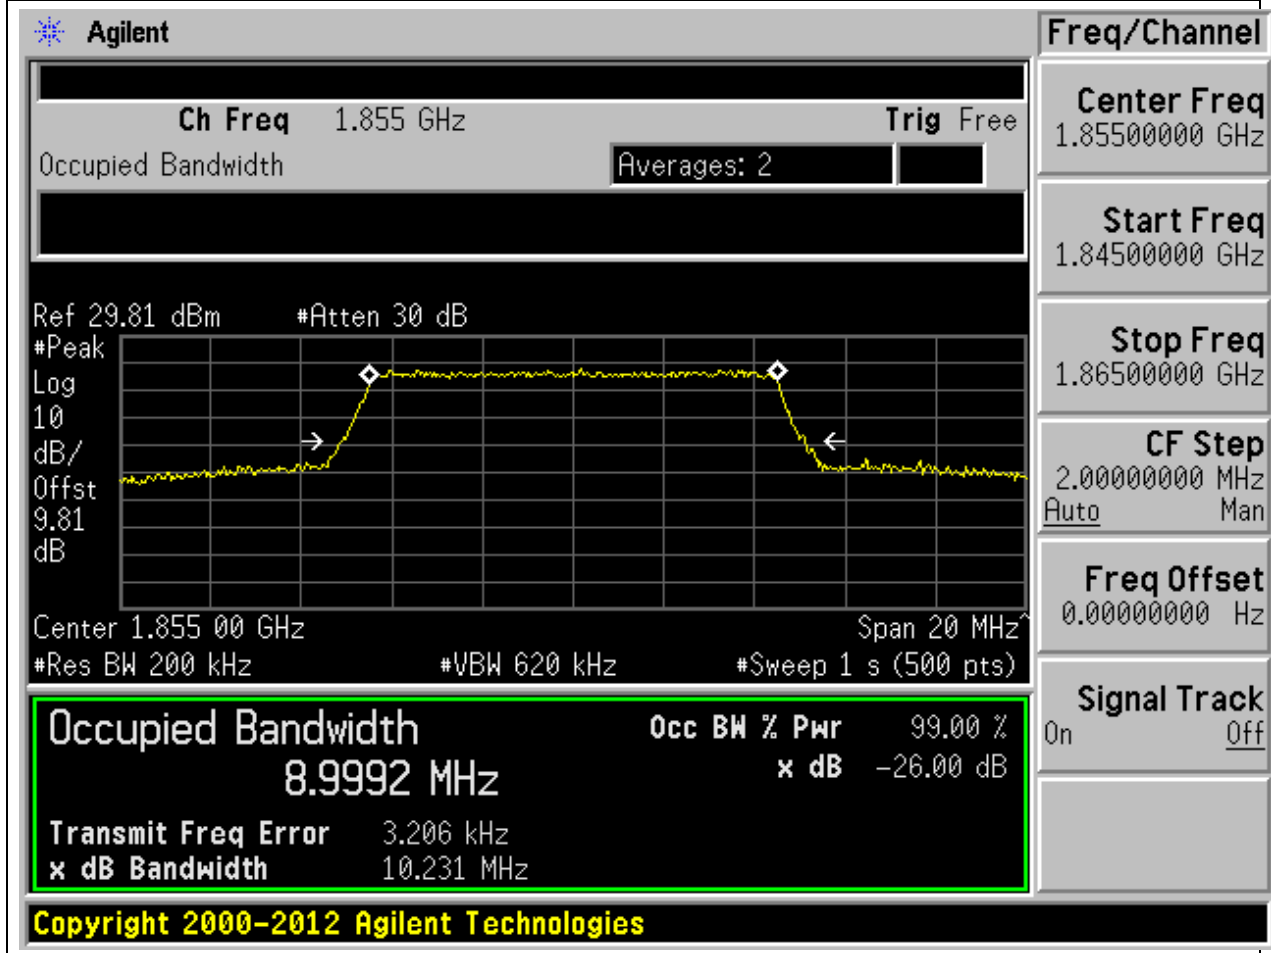 Agilent
Freq/Channel
Ch Freq 1.855 GHz Trig Free
Occupied Bandwidth Averages: 2
Center Freq
1.85500000 GHz
Start Freq
1.84500000 GHz
Stop Freq
1.86500000 GHz
CF Step
2.00000000 MHz
Auto Man
Freq Offset
0.00000000 Hz
Signal Track
On Off
Ref 29.81 dBm #Atten 30 dB
#Peak
Log
10
dB/
Offst
9.81
dB
Center 1.855 00 GHz Span 20 MHz^
#Res BW 200 kHz #VBW 620 kHz #Sweep 1 s (500 pts)
Occupied Bandwidth Occ BW % Pwr 99.00 %
8.9992 MHz x dB -26.00 dB
Transmit Freq Error 3.206 kHz
x dB Bandwidth 10.231 MHz
Copyright 2000-2012 Agilent Technologies